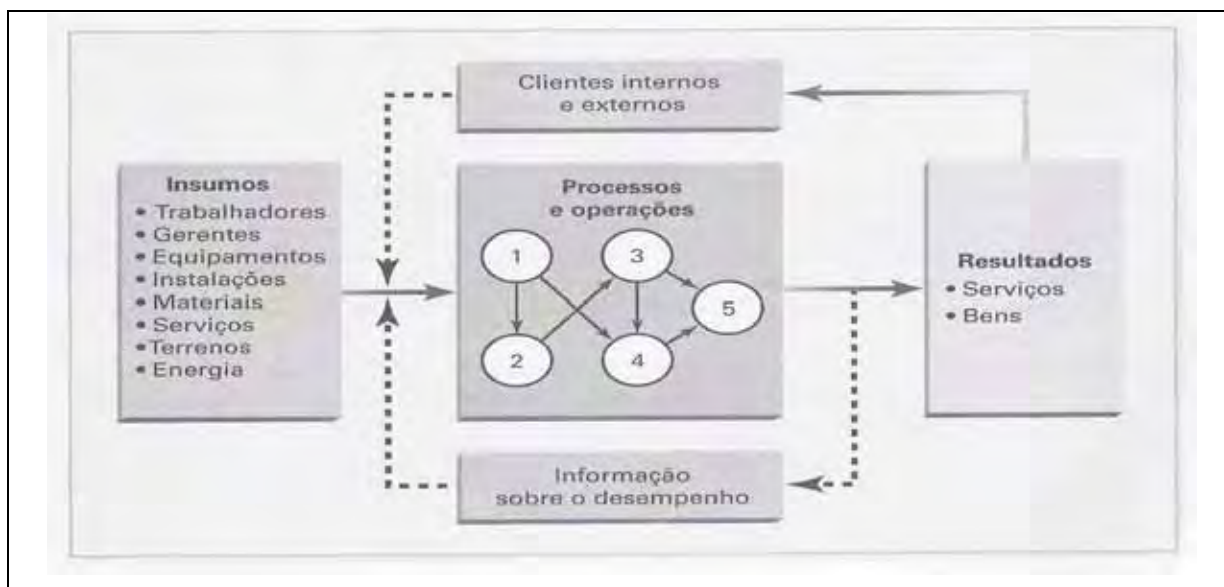 Clientes internos
e externos
Insumos
• Trabalhadores
• Gerentes
• Equipamentos
• Instalações
• Materiais
• Serviços
• Terrenos
• Energia
Processos
e operações
1
3
5
2
4
Resultados
• Serviços
• Bens
Informação
sobre o desempenho